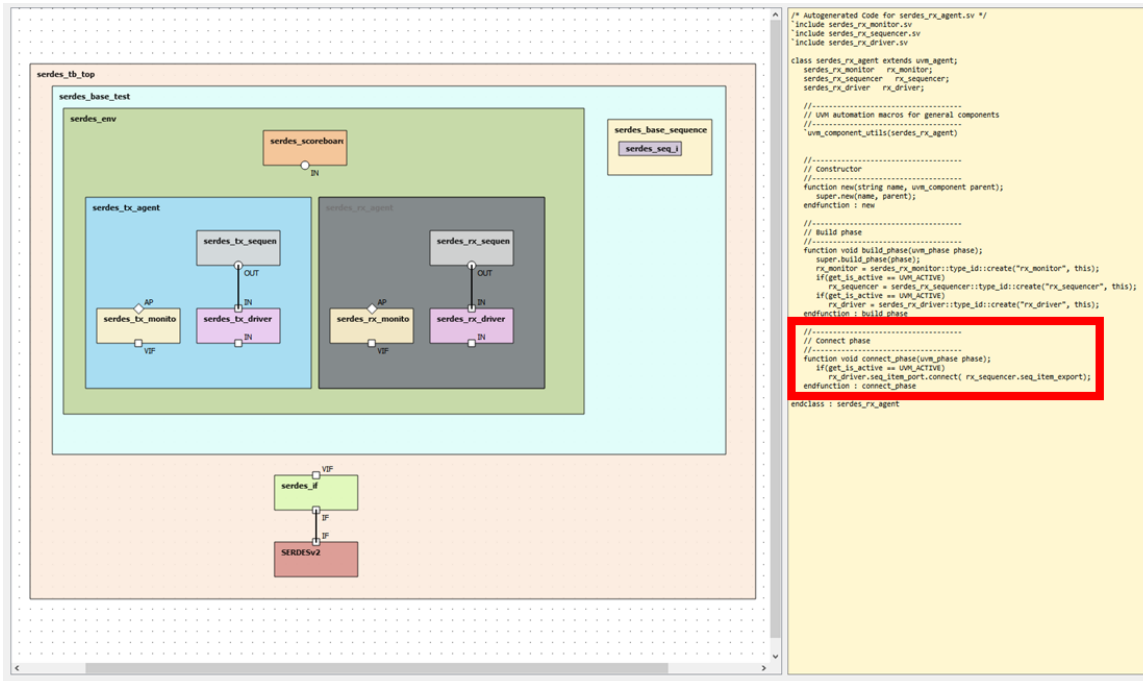 serdes_tb_top
serdes_base_test
serdes_env
serdes_scoreboar
IN
serdes_base_sequence
serdes_seq_i
serdes_tx_agent
serdes_tx_sequen
OUT
AP
IN
serdes_tx_monito
serdes_tx_driver
VIF
IN
serdes_rx_agent
serdes_rx_sequen
OUT
AP
IN
serdes_rx_monito
serdes_rx_driver
VIF
IN
VIF
serdes_if
IF
IF
SERDESv2
/* Autogenerated Code for serdes_rx_agent.sv */
`include serdes_rx_monitor.sv
`include serdes_rx_sequencer.sv
`include serdes_rx_driver.sv
class serdes_rx_agent extends uvm_agent;
serdes_rx_monitor rx_monitor;
serdes_rx_sequencer rx_sequencer;
serdes_rx_driver rx_driver;
//------------------------------------
// UVM automation macros for general components
//------------------------------------
`uvm_component_utils(serdes_rx_agent)
//------------------------------------
// Constructor
//------------------------------------
function new(string name, uvm_component parent);
super.new(name, parent);
endfunction : new
//------------------------------------
// Build phase
//------------------------------------
function void build_phase(uvm_phase phase);
super.build_phase(phase);
rx_monitor = serdes_rx_monitor::type_id::create("rx_monitor", this);
if(get_is_active == UVM_ACTIVE)
rx_sequencer = serdes_rx_sequencer::type_id::create("rx_sequencer", this);
if(get_is_active == UVM_ACTIVE)
rx_driver = serdes_rx_driver::type_id::create("rx_driver", this);
endfunction : build_phase
//------------------------------------
// Connect phase
//------------------------------------
function void connect_phase(uvm_phase phase);
if(get_is_active == UVM_ACTIVE)
rx_driver.seq_item_port.connect( rx_sequencer.seq_item_export);
endfunction : connect_phase
endclass : serdes_rx_agent